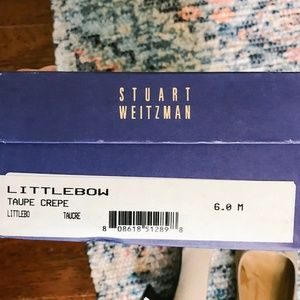 STUART
WEITZMAN
LITTLEBOW
TAUPE CREPE
LITTLEBO TAUCRE
6.0 M
8 08618 51289 8